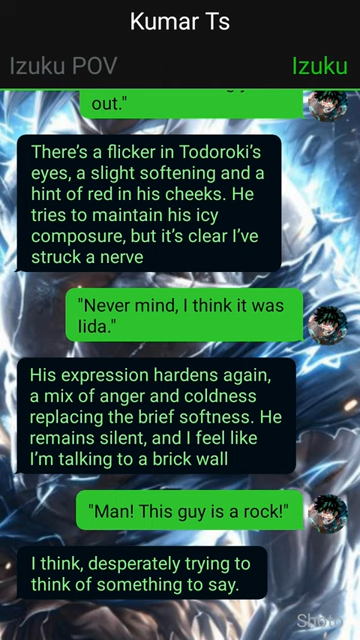 Kumar Ts
Izuku POV
Izuku
out."
There's a flicker in Todoroki's
eyes, a slight softening and a
hint of red in his cheeks. He
tries to maintain his icy
composure, but it's clear I've
struck a nerve
"Never mind, I think it was
Iida."
His expression hardens again,
a mix of anger and coldness
replacing the brief softness. He
remains silent, and I feel like
I'm talking to a brick wall
"Man! This guy is a rock!"
I think, desperately trying to
think of something to say.